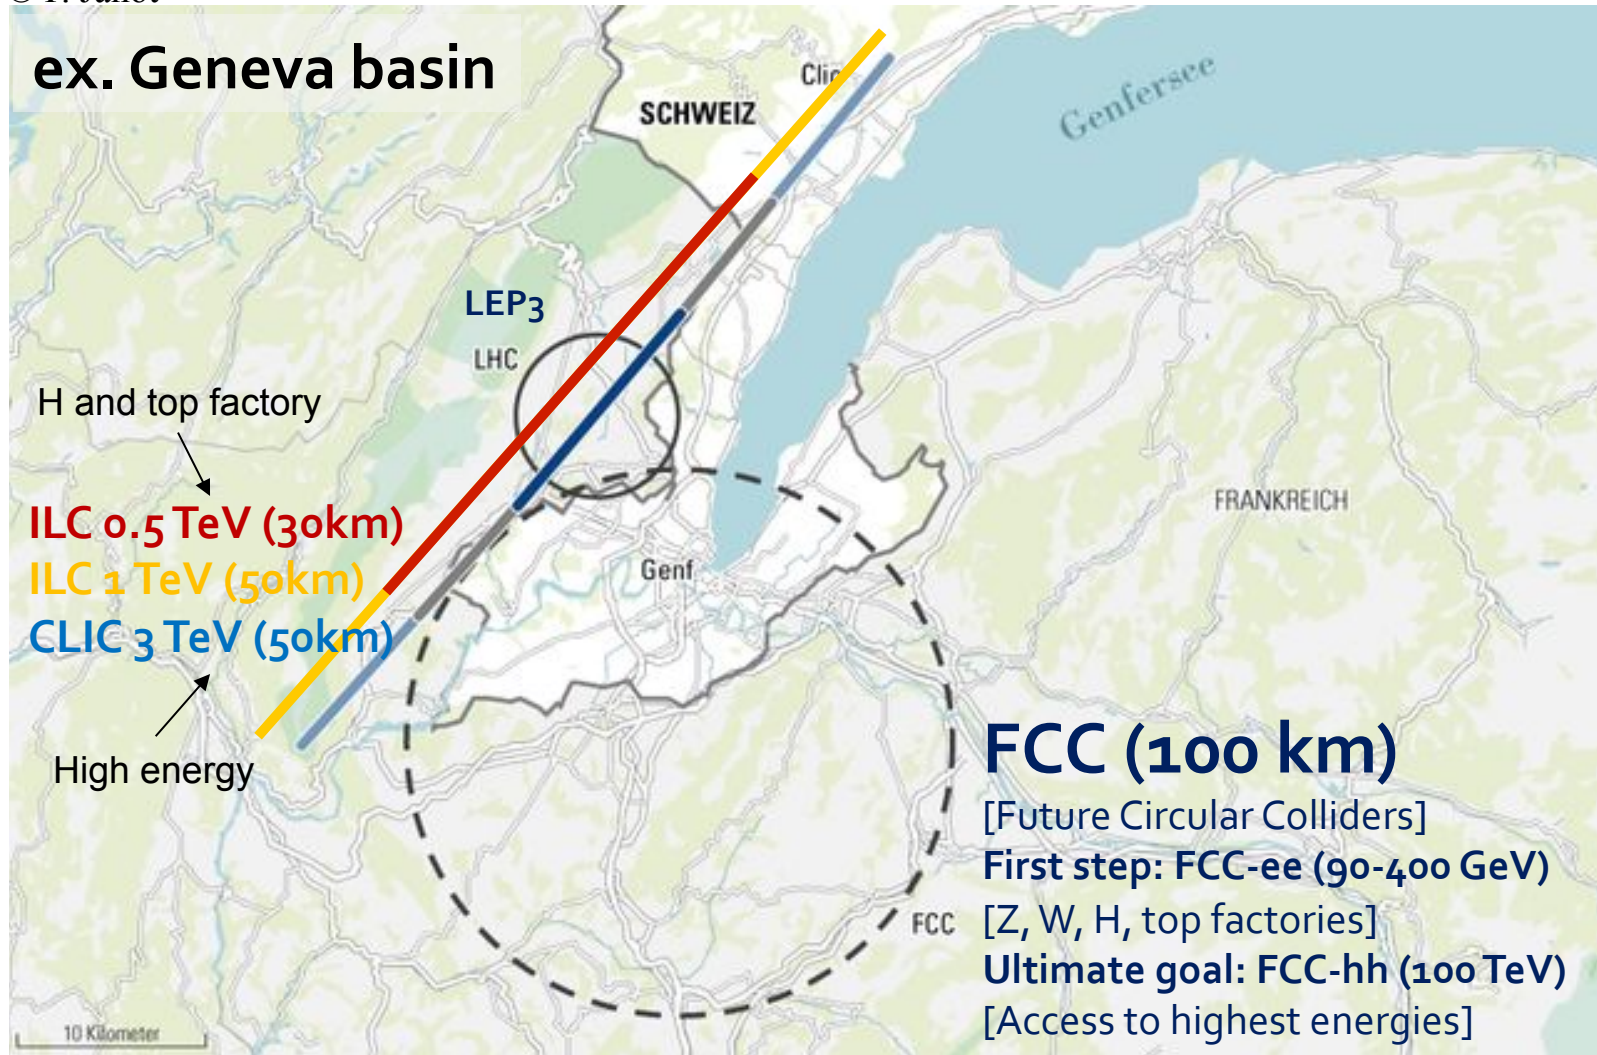 ex. Geneva basin
SCHWEIZ
Genfersee
LEP3
LHC
H and top factory
ILC 0.5 TeV (30km)
ILC 1 TeV (50km)
CLIC 3 TeV (50km)
High energy
Genf
FRANKREICH
FCC (100 km)
[Future Circular Colliders]
First step: FCC-ee (90-400 GeV)
FCC
[Z, W, H, top factories]
Ultimate goal: FCC-hh (100 TeV)
[Access to highest energies]
10 Kilometer